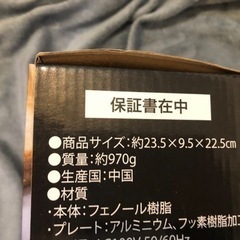 保証書在中
●商品サイズ：約23.5×9.5×22.5cm
●質量：約970g
●生産国：中国
●材質
・本体：フェノール樹脂
・プレート：アルミニウム、フッ素樹脂加工
AC100V 50/60Hz